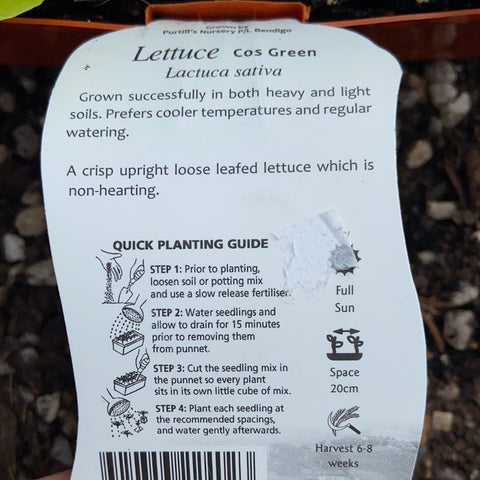 Grown by
Purtill's Nursery P/L Bendigo
Lettuce Cos Green
Lactuca sativa
Grown successfully in both heavy and light
soils. Prefers cooler temperatures and regular
watering.
A crisp upright loose leafed lettuce which is
non-hearting.
QUICK PLANTING GUIDE
STEP 1: Prior to planting,
loosen soil or potting mix
and use a slow release fertiliser.
STEP 2: Water seedlings and
allow to drain for 15 minutes
prior to removing them
from punnet.
STEP 3: Cut the seedling mix in
the punnet so every plant
sits in its own little cube of mix.
STEP 4: Plant each seedling at
the recommended spacings,
and water gently afterwards.
Full
Sun
Space
20cm
Harvest 6-8
weeks